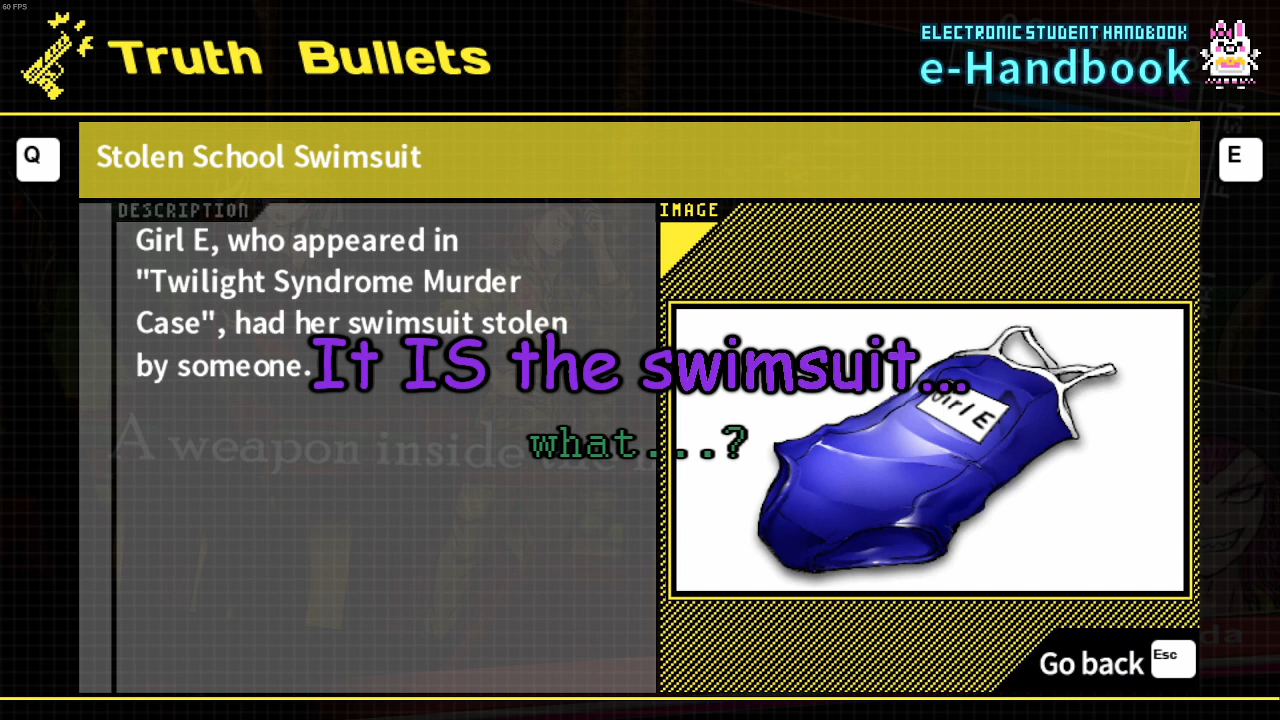 60 FPS
Truth Bullets
ELECTRONIC STUDENT HANDBOOK
e-Handbook
Q
Stolen School Swimsuit
E
DESCRIPTION
IMAGE
Girl E, who appeared in
"Twilight Syndrome Murder
Case", had her swimsuit stolen
by someone.
It IS the swimsuit...
Girl E
what...?
A weapon inside the
Go back
Esc